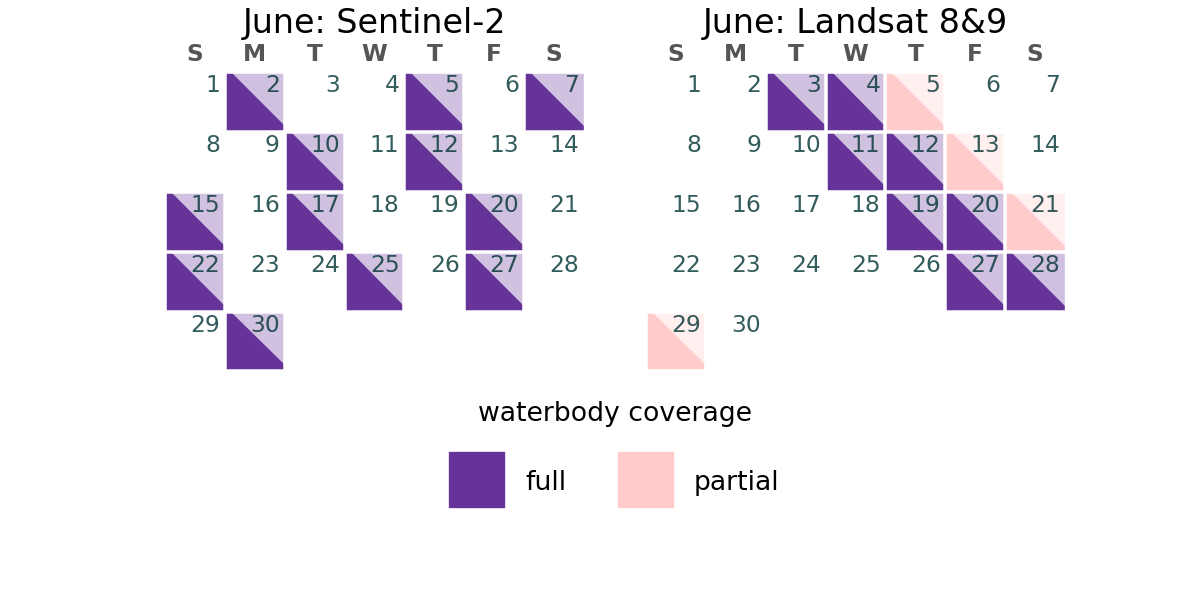 June: Sentinel-2
S M T W T F S
1 2 3 4 5 6 7
8 9 10 11 12 13 14
15 16 17 18 19 20 21
22 23 24 25 26 27 28
29 30
June: Landsat 8&9
S M T W T F S
1 2 3 4 5 6 7
8 9 10 11 12 13 14
15 16 17 18 19 20 21
22 23 24 25 26 27 28
29 30
waterbody coverage
full partial